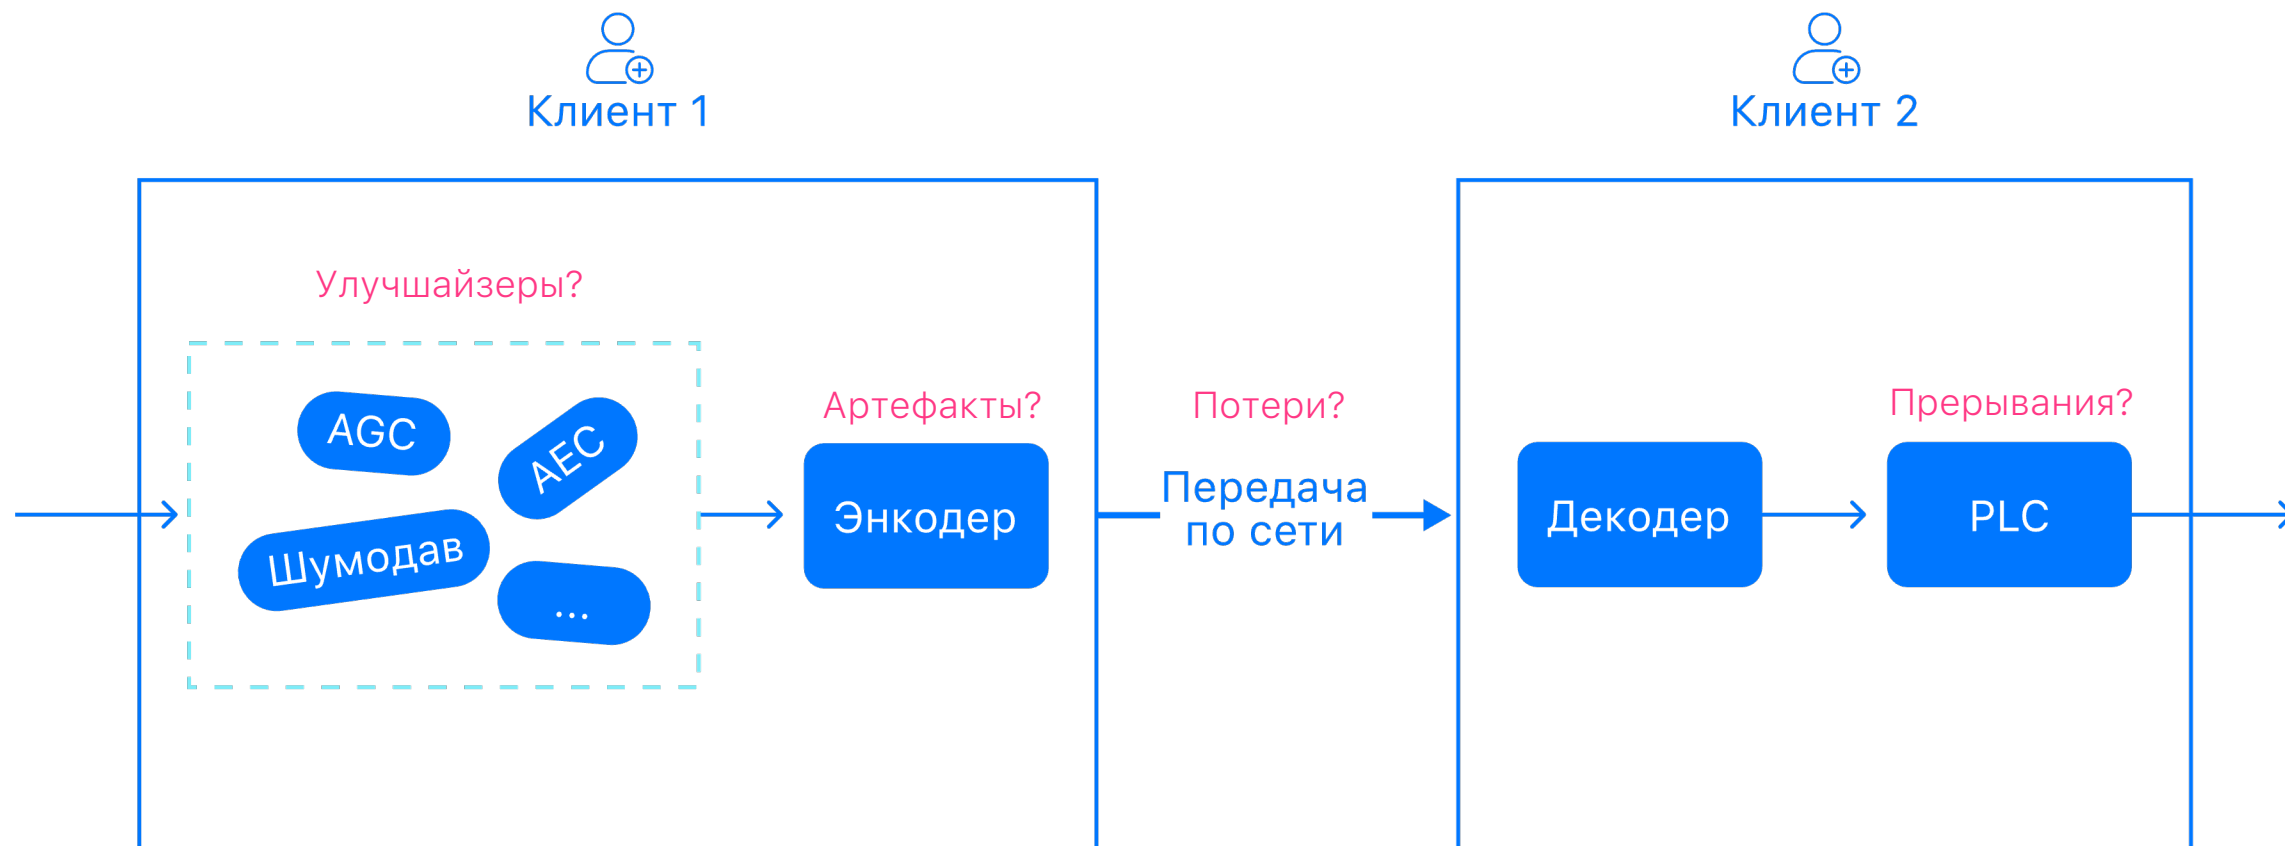 Клиент 1
Клиент 2
Улучшайзеры?
AGC
AEC
Шумодав
...
Артефакты?
Энкодер
Потери?
Передача
по сети
Декодер
Прерывания?
PLC